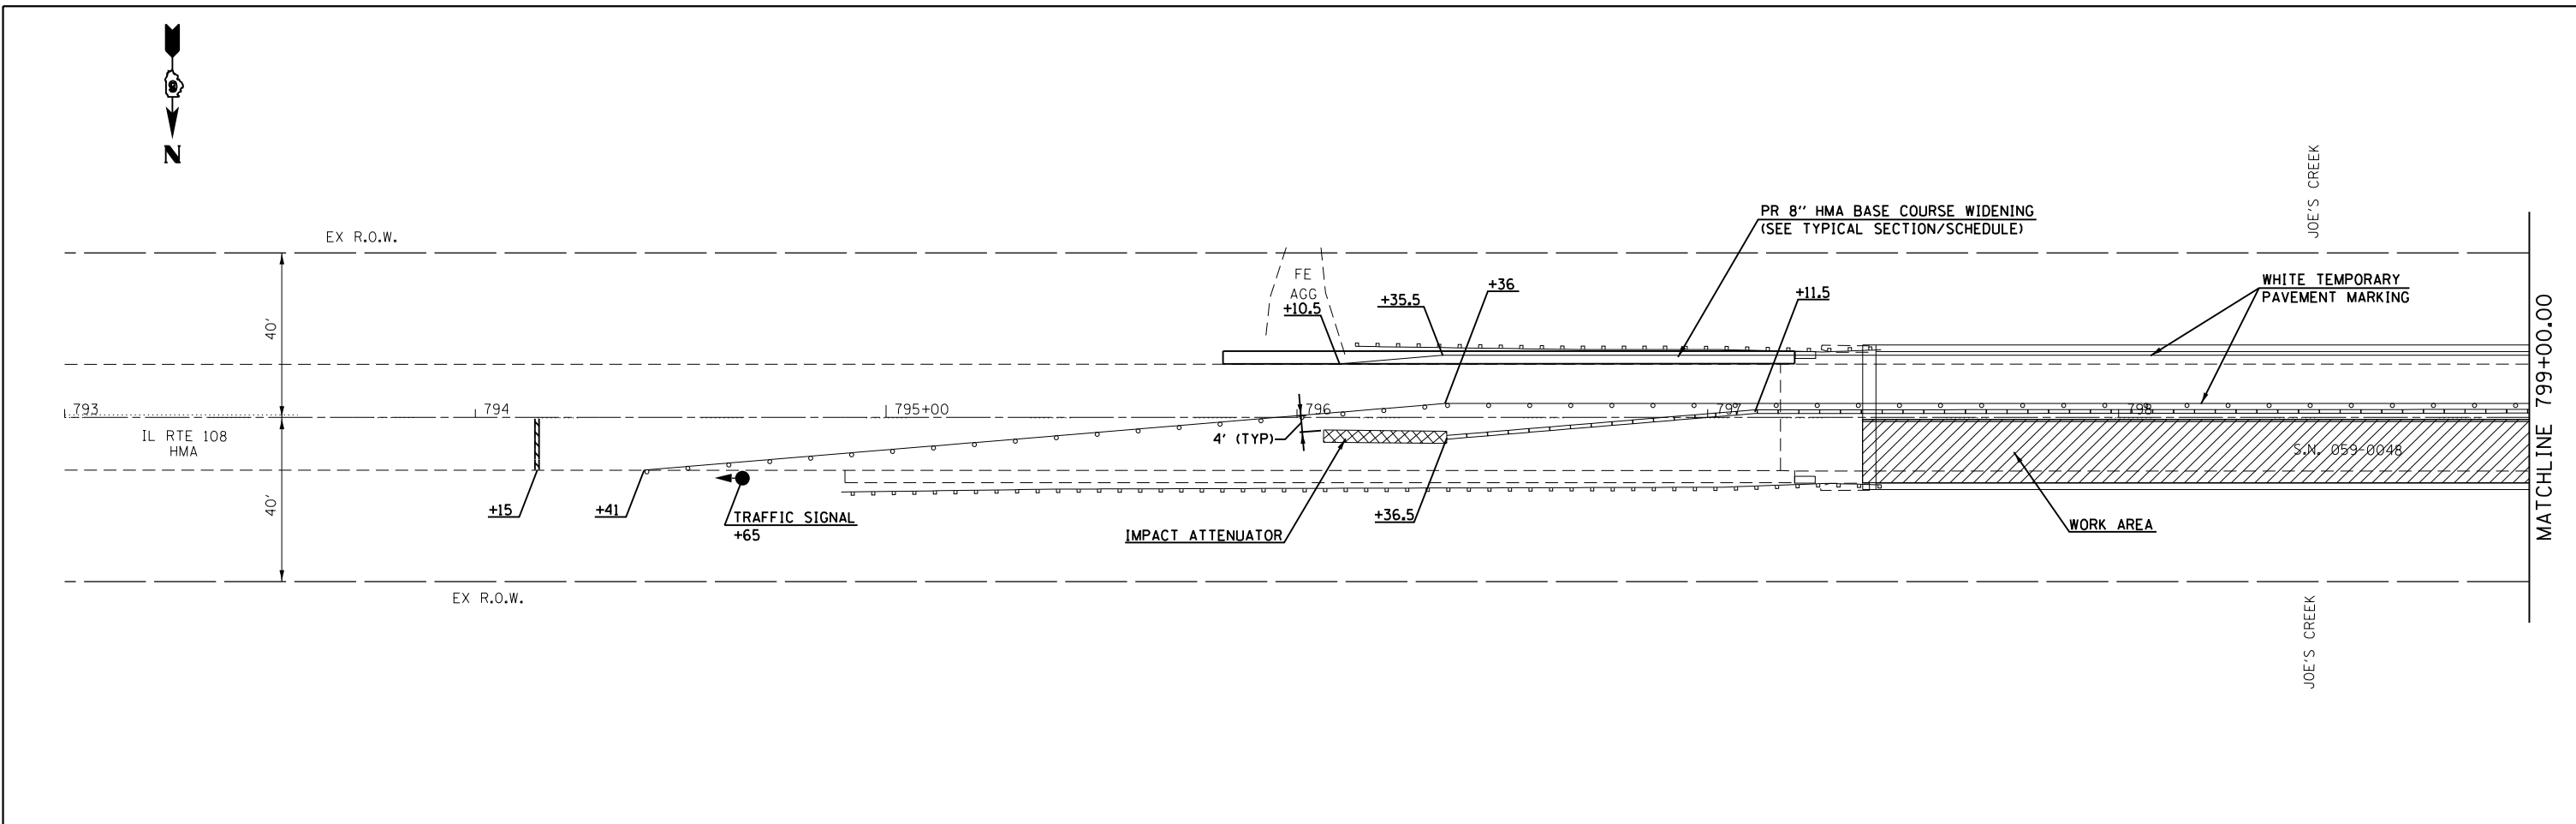 N
JOE'S CREEK
PR 8'' HMA BASE COURSE WIDENING
(SEE TYPICAL SECTION/SCHEDULE)
EX R.O.W.
FE
AGG
+10.5
+35.5
+36
+11.5
WHITE TEMPORARY
PAVEMENT MARKING
MATCHLINE 799+00.00
40'
793
794
795+00
796
797
798
IL RTE 108
HMA
4' (TYP)
S.N. 059-0048
40'
+15
+41
TRAFFIC SIGNAL
+65
IMPACT ATTENUATOR
+36.5
WORK AREA
EX R.O.W.
JOE'S CREEK